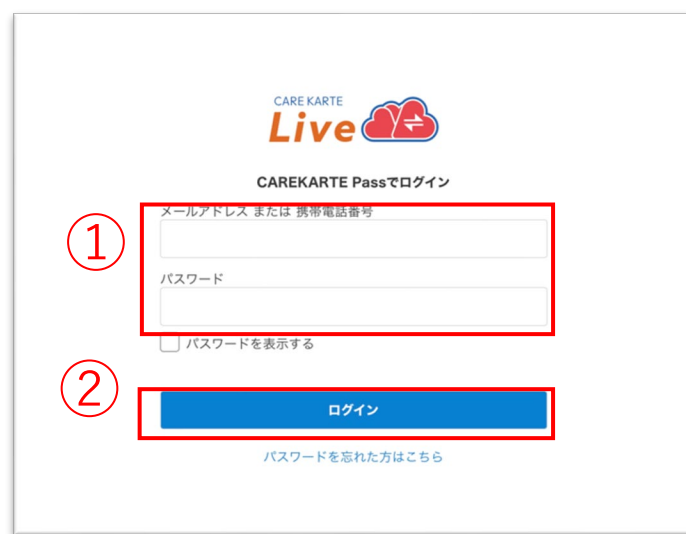 CARE KARTE
Live
CAREKARTE Passでログイン
①
メールアドレス または 携帯電話番号
パスワード
パスワードを表示する
②
ログイン
パスワードを忘れた方はこちら